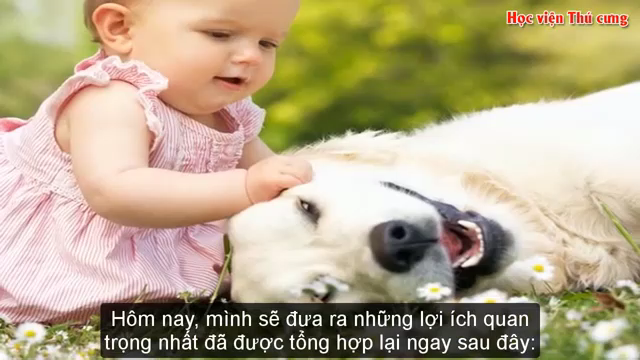 Học viện Thú cưng
Hôm nay, mình sẽ đưa ra những lợi ích quan
trọng nhất đã được tổng hợp lại ngay sau đây: